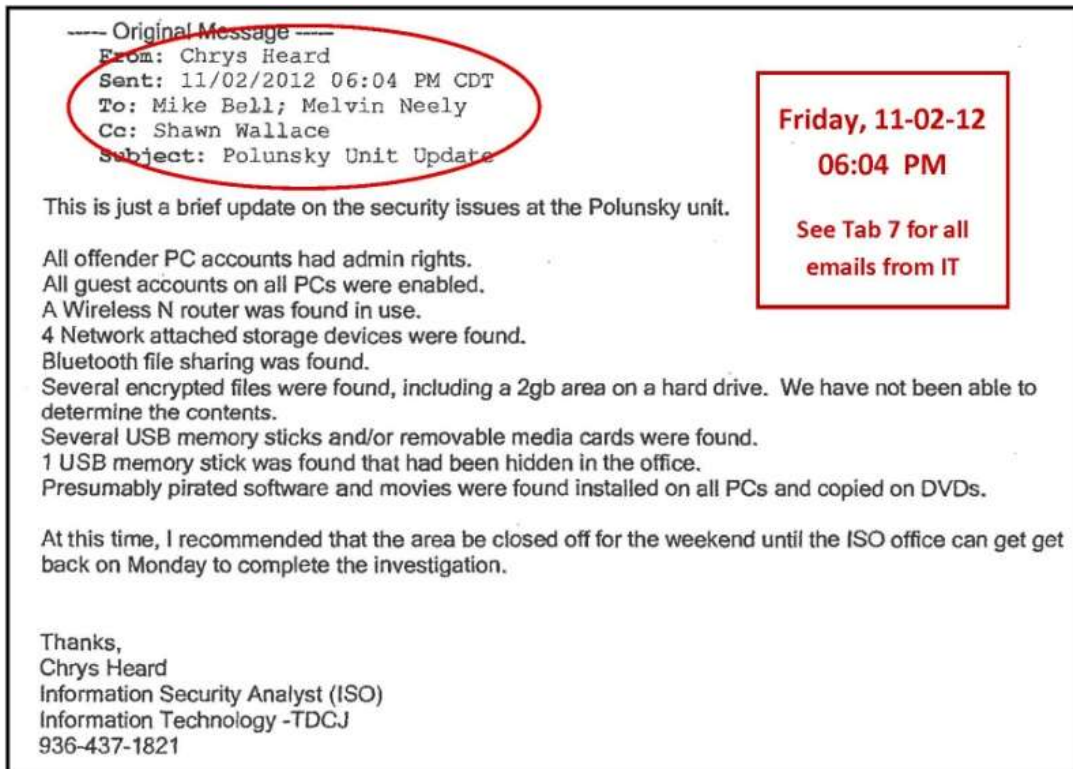 ----- Original Message -----
From: Chrys Heard
Sent: 11/02/2012 06:04 PM CDT
To: Mike Bell; Melvin Neely
Cc: Shawn Wallace
Subject: Polunsky Unit Update
Friday, 11-02-12
06:04 PM
See Tab 7 for all
emails from IT
This is just a brief update on the security issues at the Polunsky unit.
All offender PC accounts had admin rights.
All guest accounts on all PCs were enabled.
A Wireless N router was found in use.
4 Network attached storage devices were found.
Bluetooth file sharing was found.
Several encrypted files were found, including a 2gb area on a hard drive. We have not been able to
determine the contents.
Several USB memory sticks and/or removable media cards were found.
1 USB memory stick was found that had been hidden in the office.
Presumably pirated software and movies were found installed on all PCs and copied on DVDs.
At this time, I recommended that the area be closed off for the weekend until the ISO office can get get
back on Monday to complete the investigation.
Thanks,
Chrys Heard
Information Security Analyst (ISO)
Information Technology -TDCJ
936-437-1821